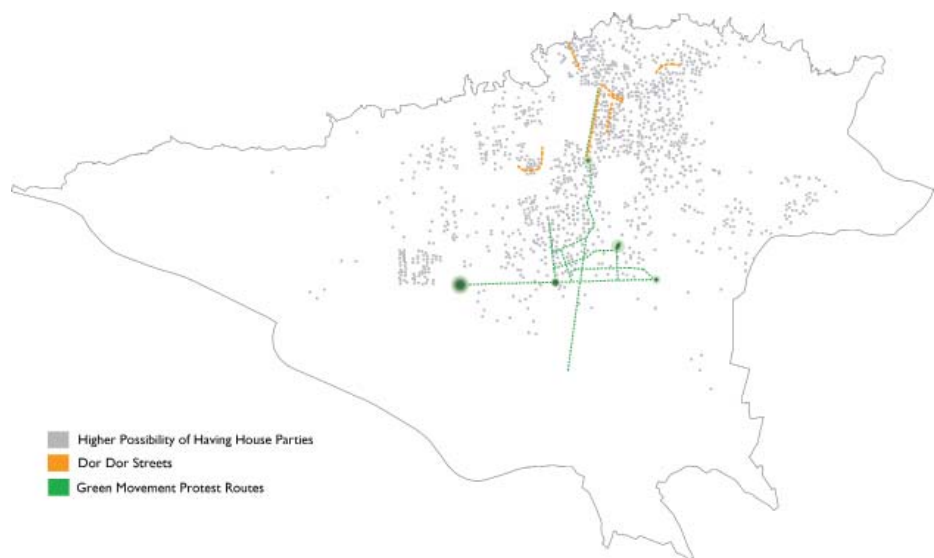 Higher Possibility of Having House Parties
Dor Dor Streets
Green Movement Protest Routes